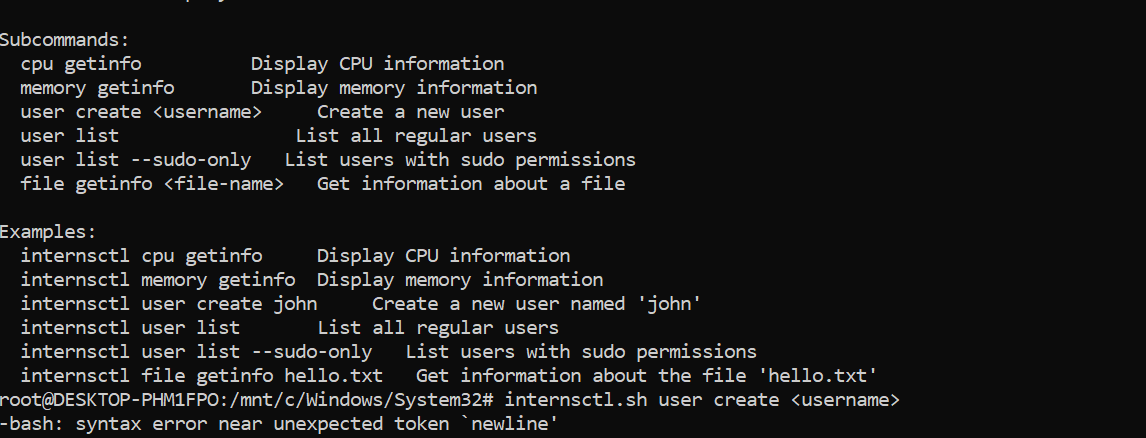 Subcommands:
cpu getinfo Display CPU information
memory getinfo Display memory information
user create <username> Create a new user
user list List all regular users
user list --sudo-only List users with sudo permissions
file getinfo <file-name> Get information about a file
Examples:
internsctl cpu getinfo Display CPU information
internsctl memory getinfo Display memory information
internsctl user create john Create a new user named 'john'
internsctl user list List all regular users
internsctl user list --sudo-only List users with sudo permissions
internsctl file getinfo hello.txt Get information about the file 'hello.txt'
root@DESKTOP-PHM1FPO:/mnt/c/Windows/System32# internsctl.sh user create <username>
-bash: syntax error near unexpected token `newline'